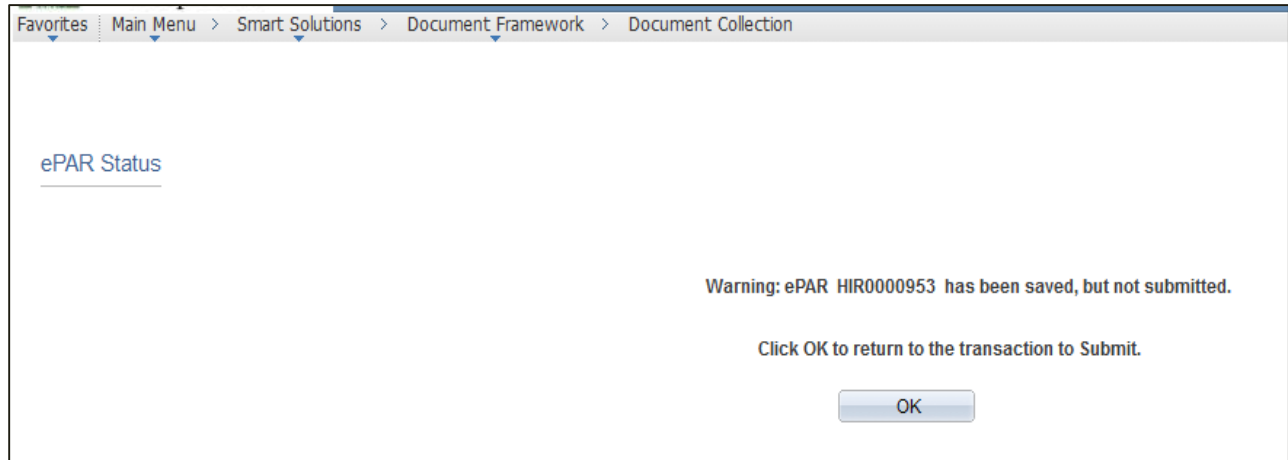 Favorites Main Menu > Smart Solutions > Document Framework > Document Collection
ePAR Status
Warning: ePAR HIR0000953 has been saved, but not submitted.
Click OK to return to the transaction to Submit.
OK